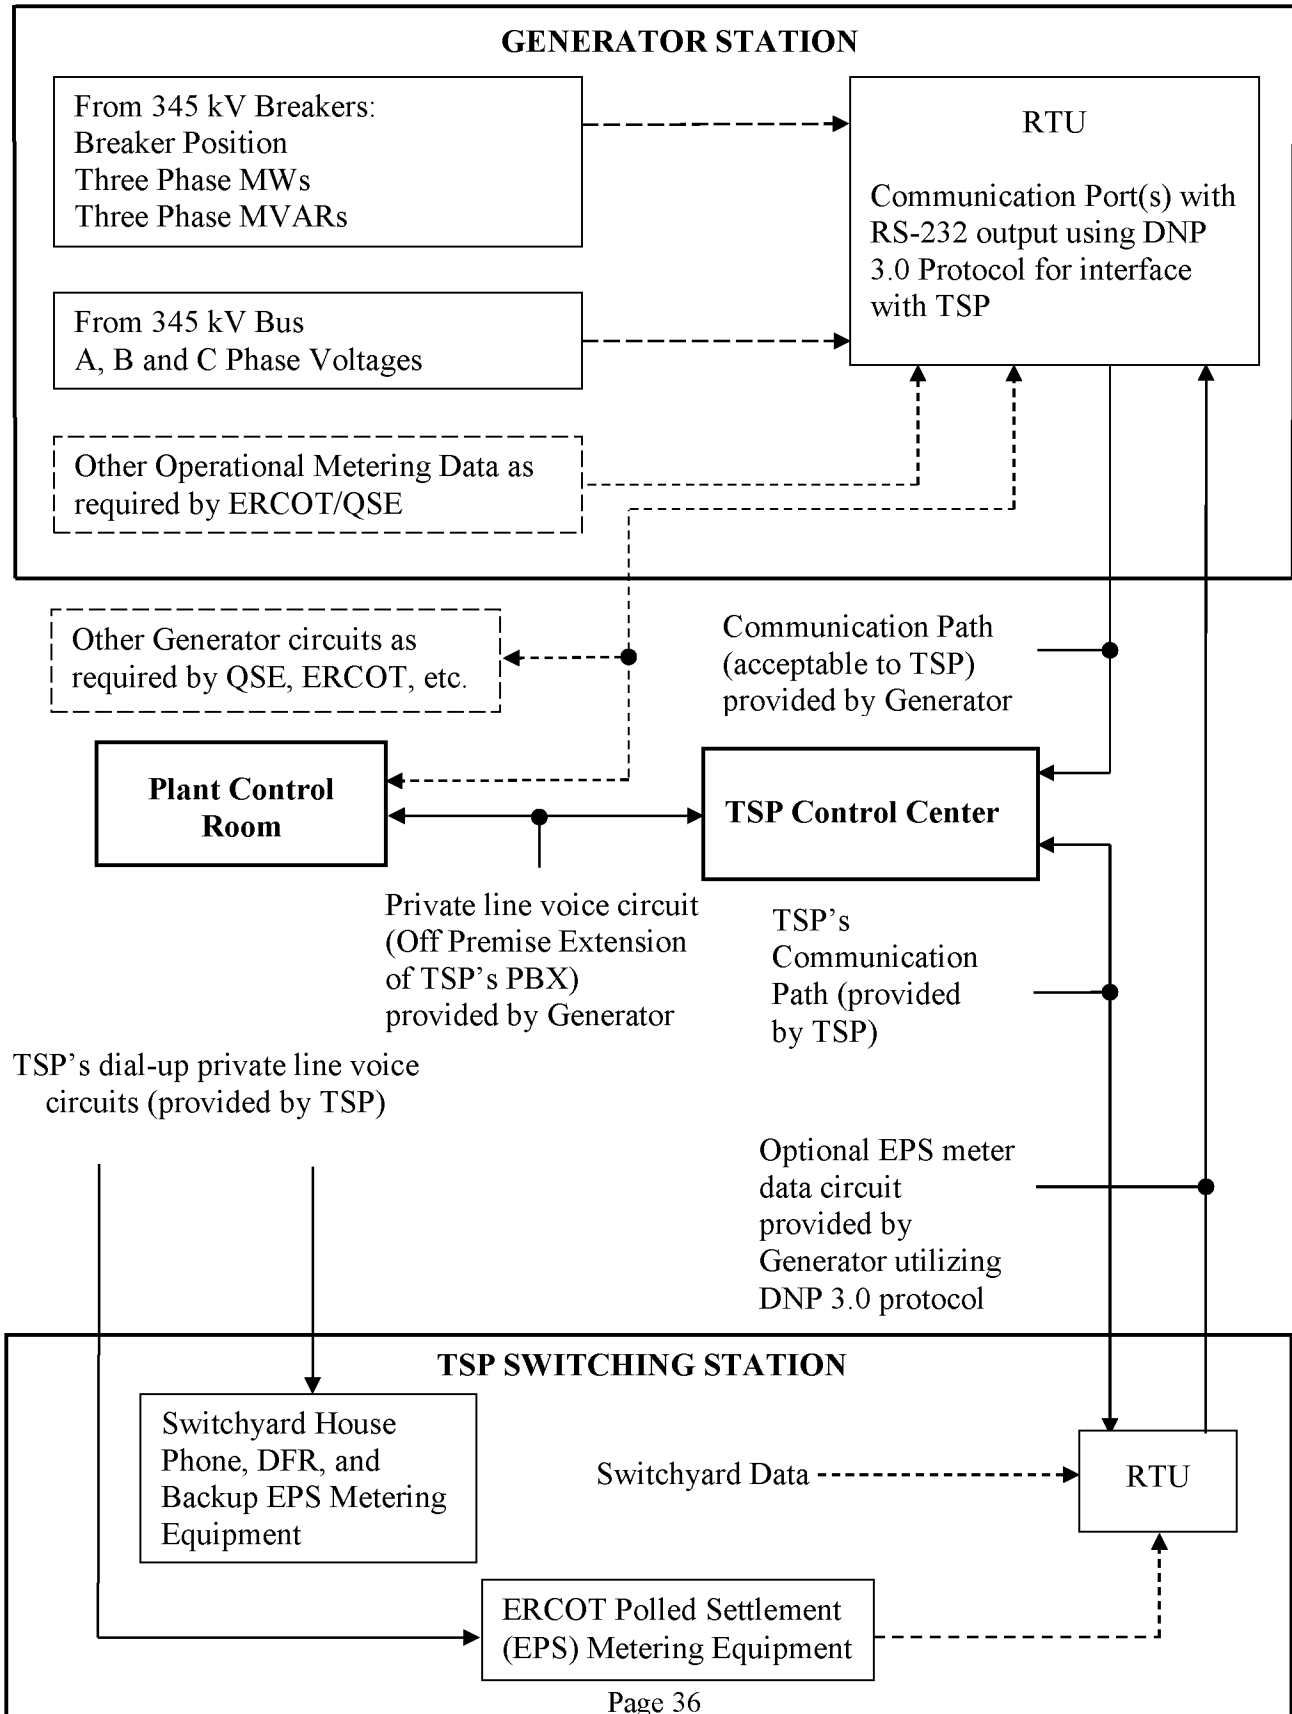 GENERATOR STATION
From 345 kV Breakers:
Breaker Position
Three Phase MWs
Three Phase MVARs
RTU
Communication Port(s) with
RS-232 output using DNP
3.0 Protocol for interface
with TSP
From 345 kV Bus
A, B and C Phase Voltages
Other Operational Metering Data as
required by ERCOT/QSE
Other Generator circuits as
required by QSE, ERCOT, etc.
Communication Path
(acceptable to TSP)
provided by Generator
Plant Control
Room
TSP Control Center
Private line voice circuit
(Off Premise Extension
of TSP's PBX)
provided by Generator
TSP's
Communication
Path (provided
by TSP)
TSP's dial-up private line voice
circuits (provided by TSP)
Optional EPS meter
data circuit
provided by
Generator utilizing
DNP 3.0 protocol
TSP SWITCHING STATION
Switchyard House
Phone, DFR, and
Backup EPS Metering
Equipment
Switchyard Data
RTU
ERCOT Polled Settlement
(EPS) Metering Equipment
Page 36